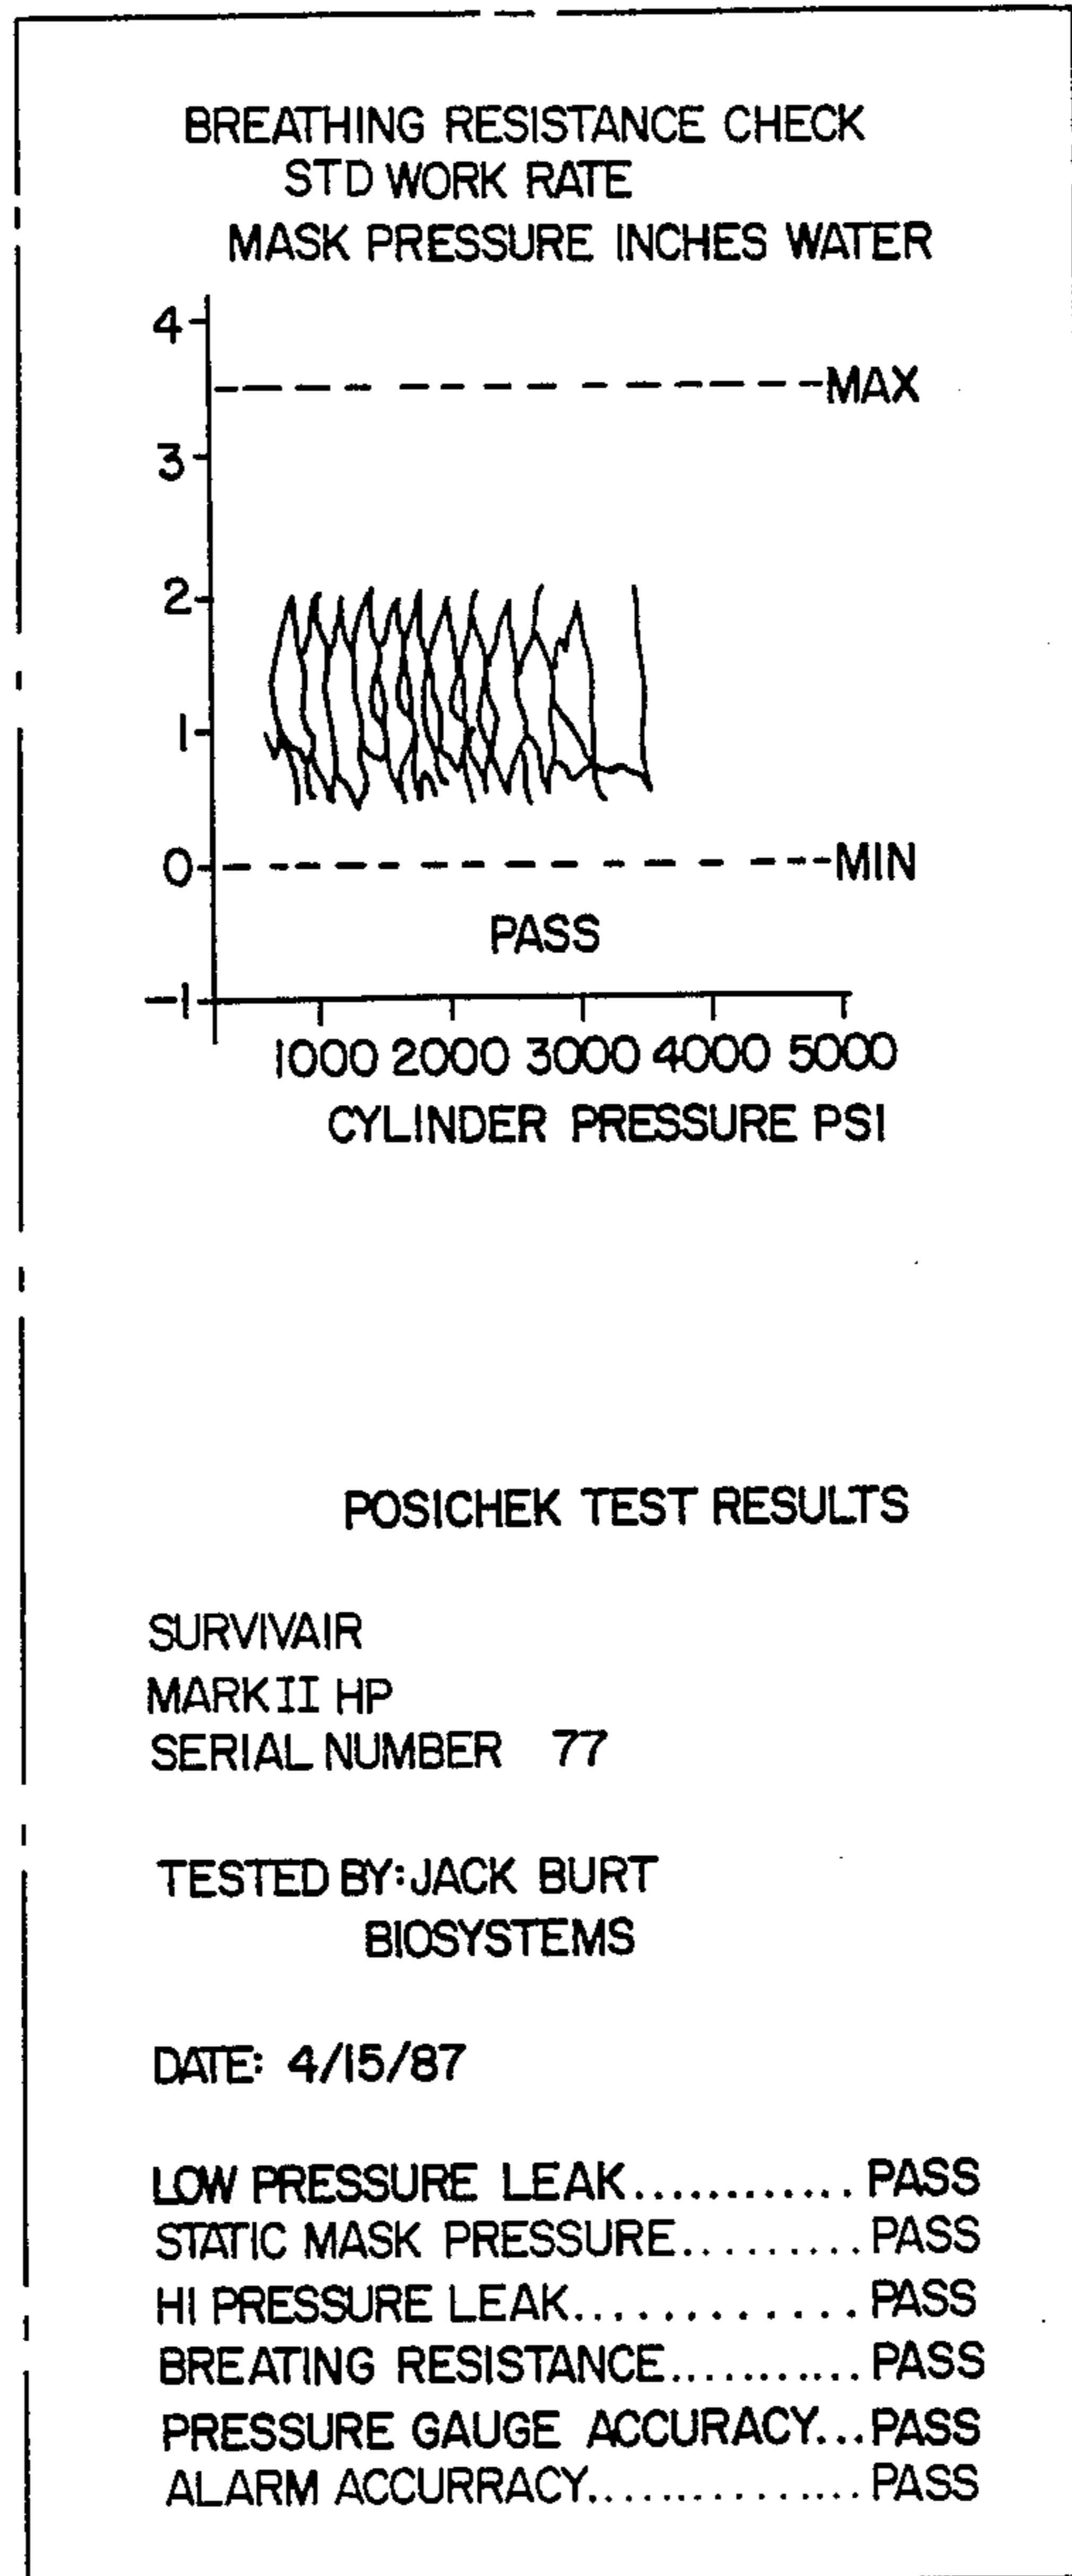 BREATHING RESISTANCE CHECK
STD WORK RATE
MASK PRESSURE INCHES WATER
4
MAX
3
2
1
0
MIN
PASS
-1
1000 2000 3000 4000 5000
CYLINDER PRESSURE PSI
POSICHEK TEST RESULTS
SURVIVAIR
MARK II HP
SERIAL NUMBER 77
TESTED BY: JACK BURT
BIOSYSTEMS
DATE: 4/15/87
LOW PRESSURE LEAK............ PASS
STATIC MASK PRESSURE......... PASS
HI PRESSURE LEAK............. PASS
BREATING RESISTANCE........... PASS
PRESSURE GAUGE ACCURACY... PASS
ALARM ACCURRACY................ PASS